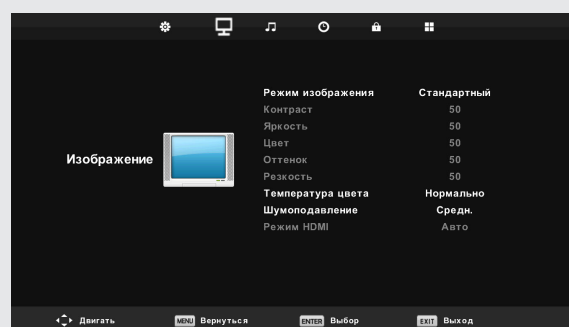 Режим изображения Стандартный
Контраст 50
Яркость 50
Цвет 50
Изображение
Оттенок 50
Резкость 50
Температура цвета Нормально
Шумоподавление Средн.
Режим HDMI Авто
Двигать MENU Вернуться ENTER Выбор EXIT Выход